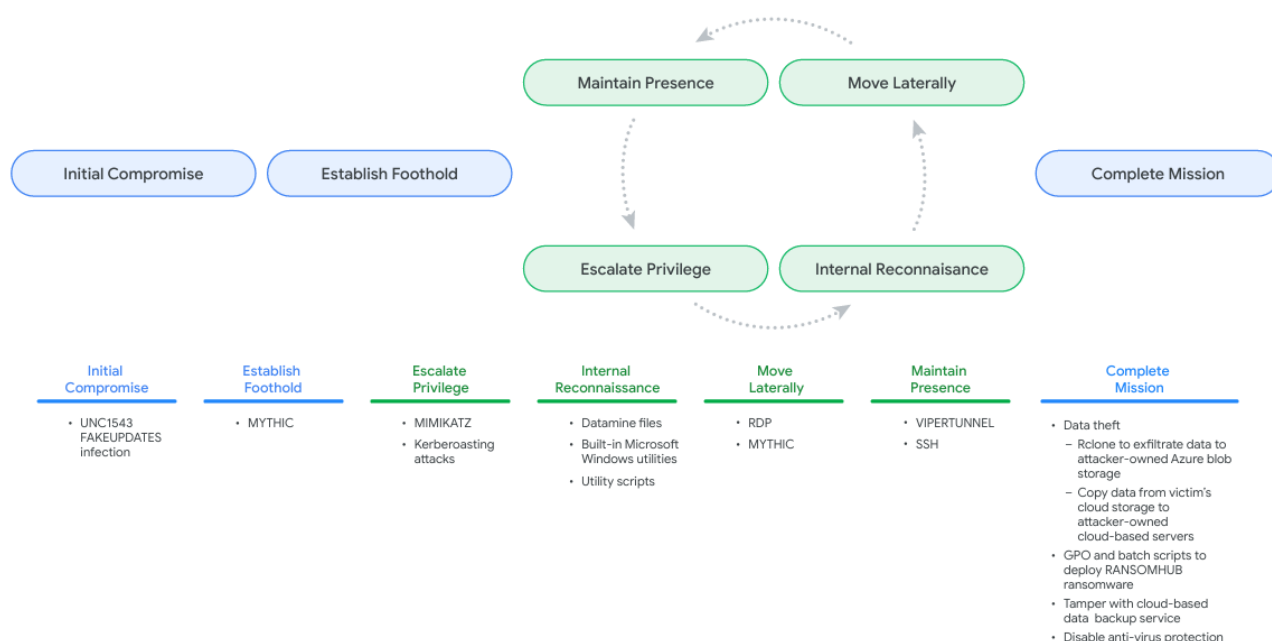 Maintain Presence
Move Laterally
Initial Compromise
Establish Foothold
Complete Mission
Escalate Privilege
Internal Reconnaisance
Initial
Compromise
• UNC1543
FAKEUPDATES
infection
Establish
Foothold
• MYTHIC
Escalate
Privilege
• MIMIKATZ
• Kerberoasting
attacks
Internal
Reconnaissance
• Datamine files
• Built-in Microsoft
Windows utilities
• Utility scripts
Move
Laterally
• RDP
• MYTHIC
Maintain
Presence
• VIPERTUNNEL
• SSH
Complete
Mission
• Data theft
– Rclone to exfiltrate data to
attacker-owned Azure blob
storage
– Copy data from victim's
cloud storage to
attacker-owned
cloud-based servers
• GPO and batch scripts to
deploy RANSOMHUB
ransomware
• Tamper with cloud-based
data backup service
• Disable anti-virus protection